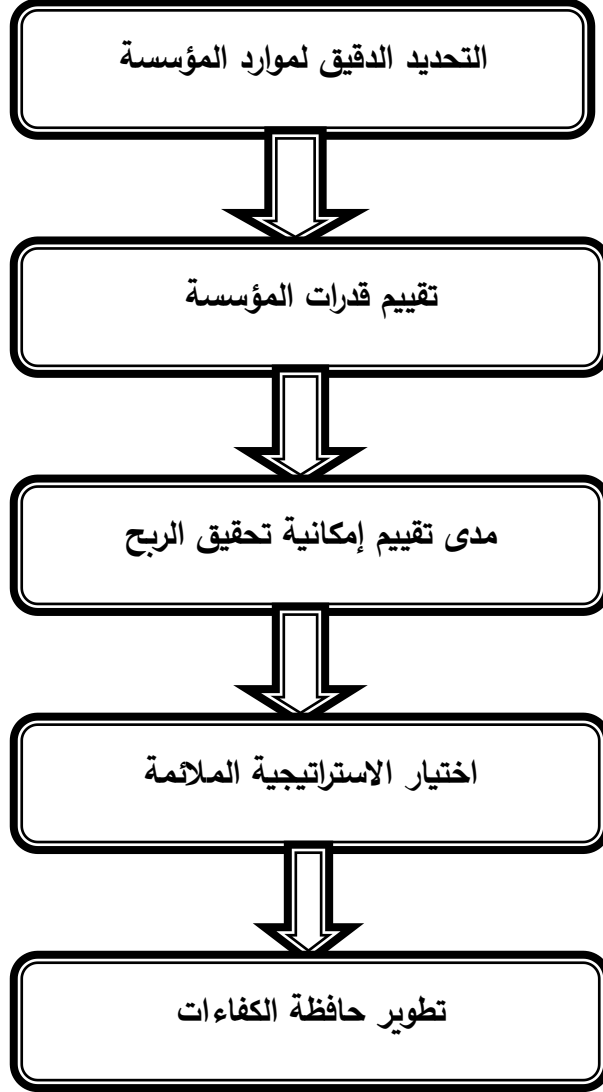 التحديد الدقيق لموارد المؤسسة
تقييم قدرات المؤسسة
مدى تقييم إمكانية تحقيق الربح
اختيار الاستراتيجية الملائمة
تطوير حافظة الكفاءات